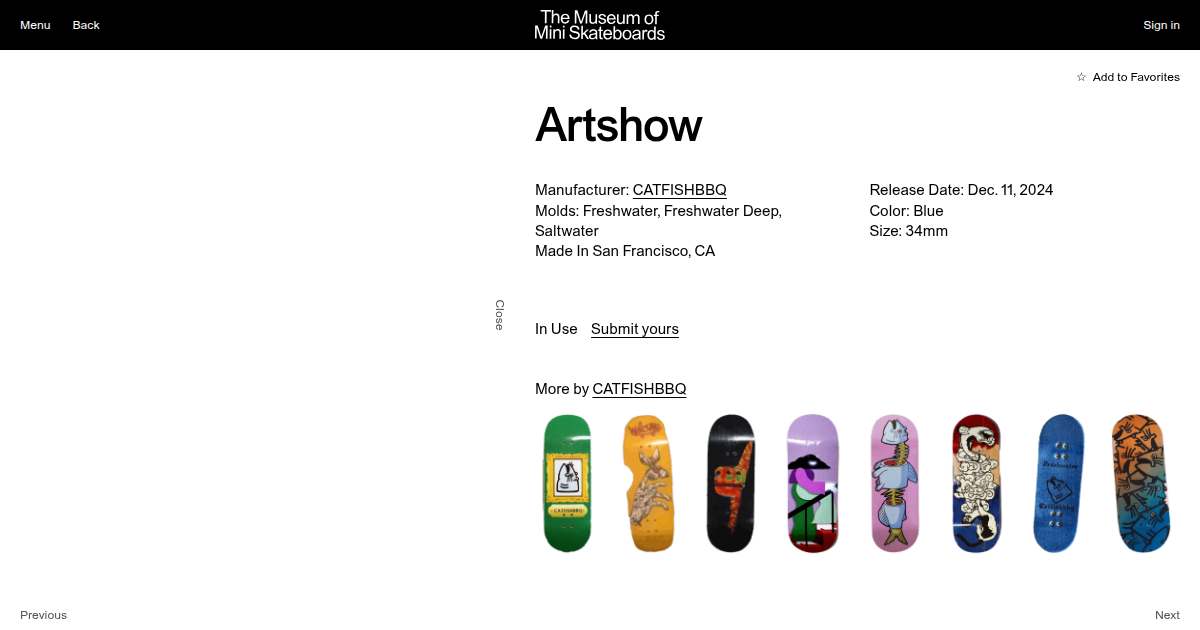 Menu
Back
The Museum of
Mini Skateboards
Sign in
☆ Add to Favorites
Artshow
Manufacturer: CATFISHBBQ
Molds: Freshwater, Freshwater Deep,
Saltwater
Made In San Francisco, CA
Release Date: Dec. 11, 2024
Color: Blue
Size: 34mm
Close
In Use
Submit yours
More by CATFISHBBQ
CATFISHBBQ
Previous
Next